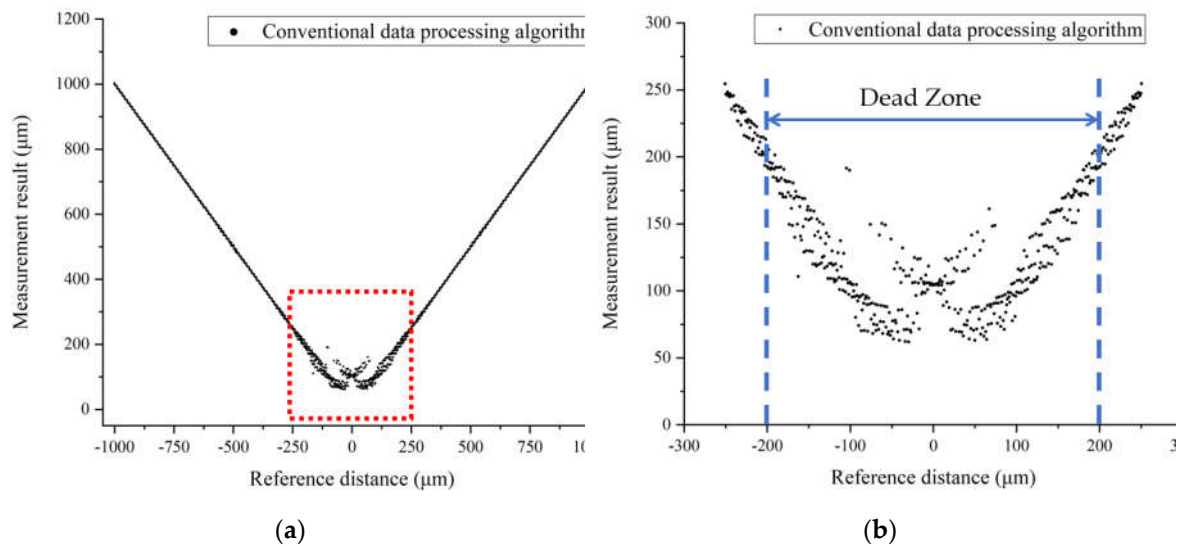 1200
Conventional data processing algorithm
1000
800
600
400
200
0
-1000 -750 -500 -250 0 250 500 750
Measurement result (μm)
Reference distance (μm)
(a)
300
Conventional data processing algorithm
250
Dead Zone
200
150
100
50
0
-300 -200 -100 0 100 200
Measurement result (μm)
Reference distance (μm)
(b)